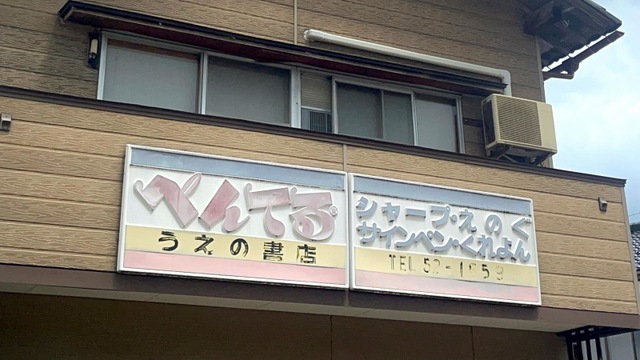 ぺんてる
うえの書店
シャープ・えのぐ
サインペン・くれよん
TEL 52-1659